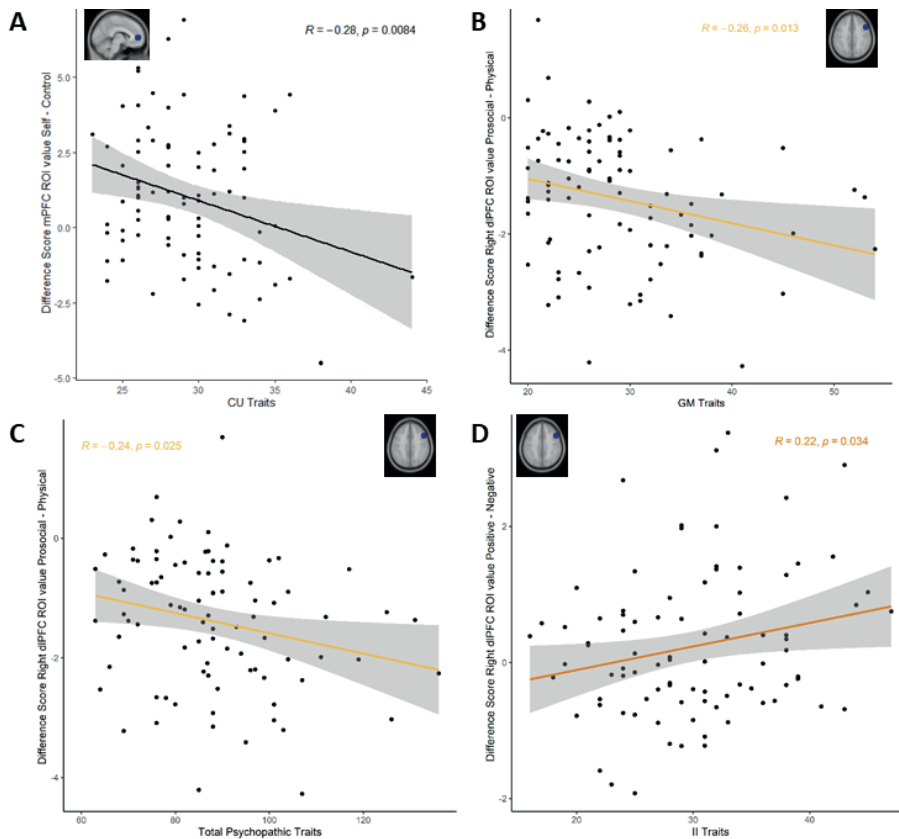 A
R = −0.28, p = 0.0084
Difference Score mPFC ROI value Self - Control
5.0
2.5
0.0
-2.5
-5.0
25
30
35
40
45
CU Traits
B
R = −0.26, p = 0.013
Difference Score Right dlPFC ROI value Prosocial - Physical
0
-2
-4
20
30
40
50
GM Traits
C
R = −0.24, p = 0.025
Difference Score Right dlPFC ROI value Prosocial - Physical
0
-2
-4
60
80
100
120
Total Psychopathic Traits
D
R = 0.22, p = 0.034
Difference Score Right dlPFC ROI value Positive - Negative
2
0
-2
20
30
40
II Traits